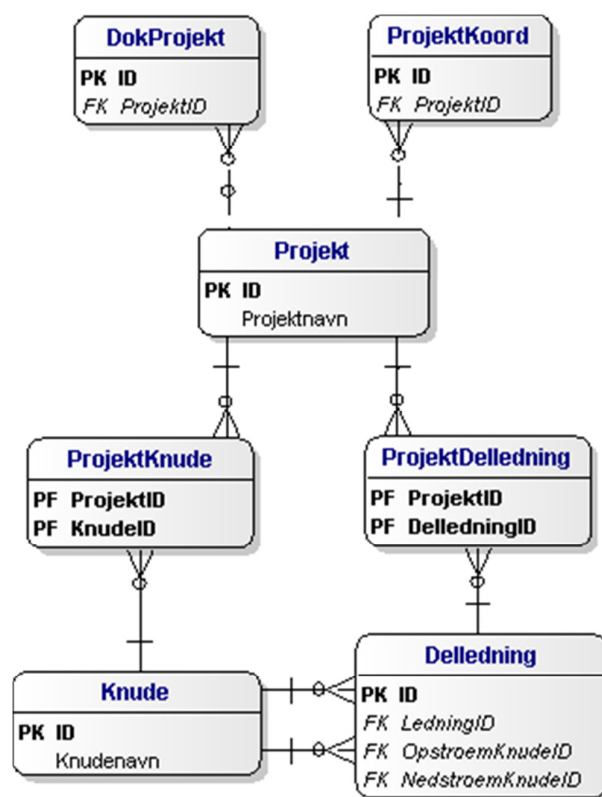 DokProjekt
PK ID
FK ProjektID
ProjektKoord
PK ID
FK ProjektID
Projekt
PK ID
Projektnavn
ProjektKnude
PF ProjektID
PF KnudeID
ProjektDelledning
PF ProjektID
PF DelledningID
Knude
PK ID
Knudenavn
Delledning
PK ID
FK LedningID
FK OpstroemKnudeID
FK NedstroemKnudeID